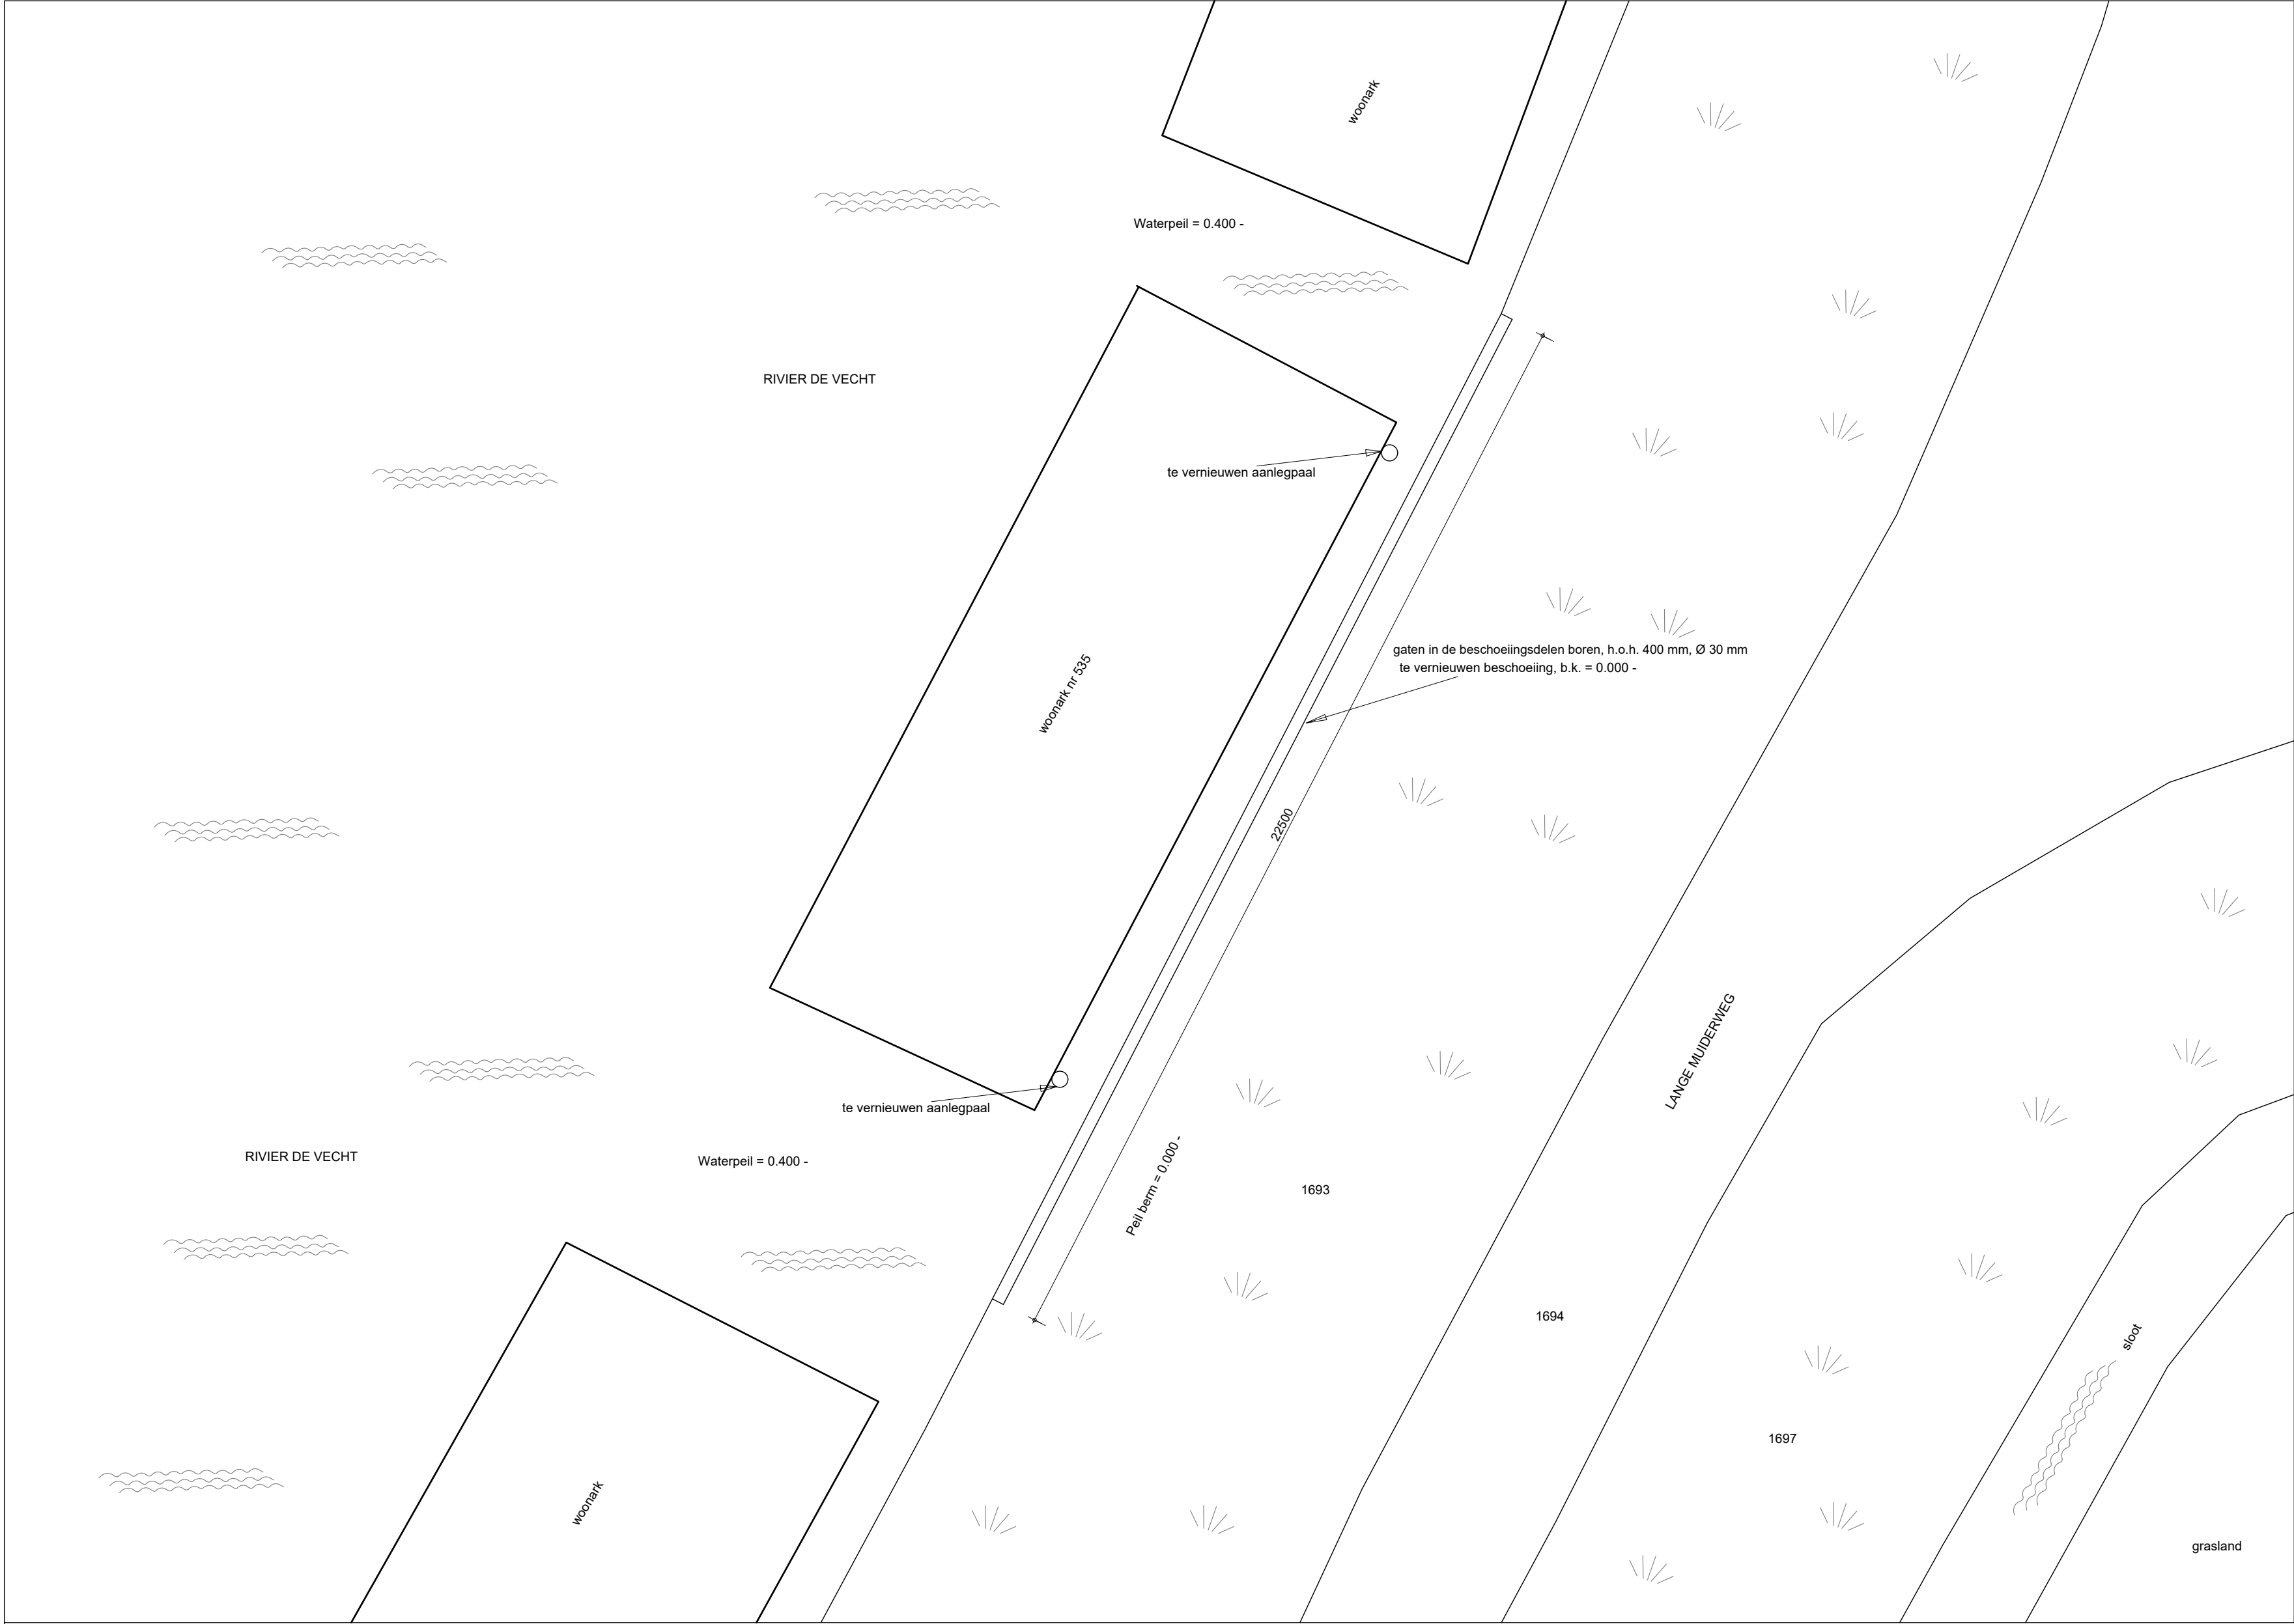 woonark
Waterpeil = 0.400 -
RIVIER DE VECHT
te vernieuwen aanlegpaal
gaten in de beschoeiingsdelen boren, h.o.h. 400 mm, Ø 30 mm
te vernieuwen beschoeiing, b.k. = 0.000 -
woonark nr 535
22500
LANGE MUIDERWEG
te vernieuwen aanlegpaal
RIVIER DE VECHT
Waterpeil = 0.400 -
Peil berm = 0.000 -
1693
1694
sloot
1697
woonark
grasland